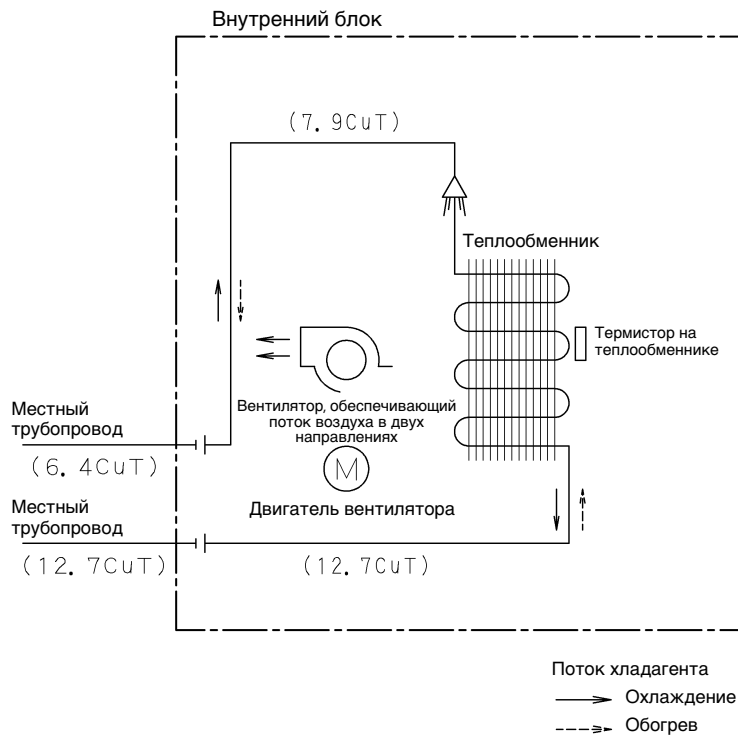 Внутренний блок
(7. 9CuT)
Теплообменник
Термистор на
теплообменнике
Вентилятор, обеспечивающий
поток воздуха в двух
направлениях
Местный
трубопровод
(6. 4CuT)
M
Двигатель вентилятора
Местный
трубопровод
(12. 7CuT)
(12. 7CuT)
Поток хладагента
Охлаждение
Обогрев